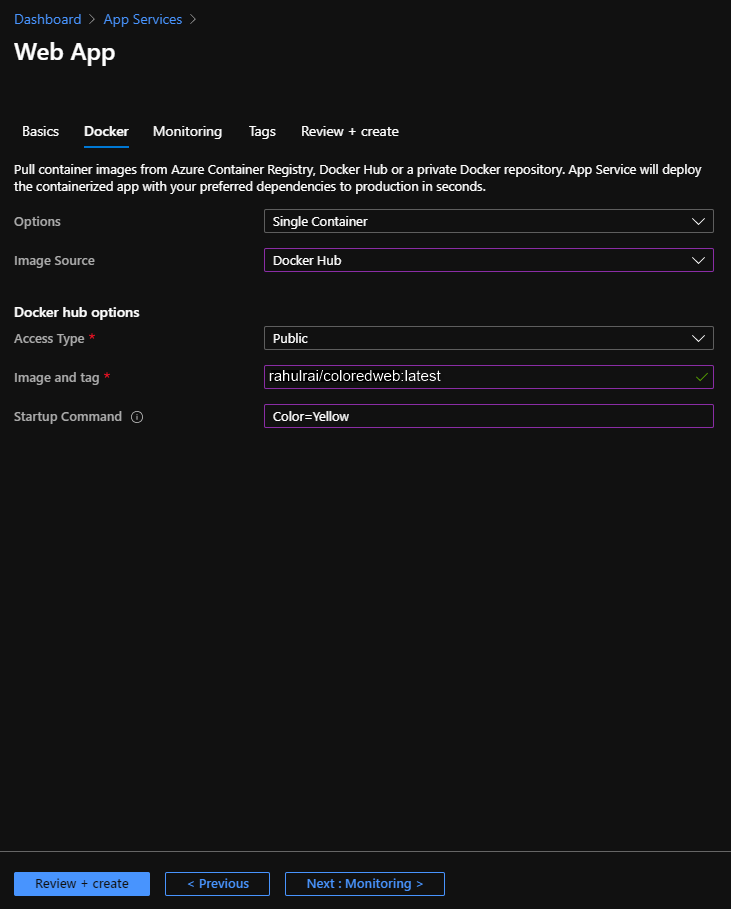 Dashboard > App Services >
Web App
Basics Docker Monitoring Tags Review + create
Pull container images from Azure Container Registry, Docker Hub or a private Docker repository. App Service will deploy
the containerized app with your preferred dependencies to production in seconds.
Options Single Container
Image Source Docker Hub
Docker hub options
Access Type * Public
Image and tag * rahulrai/coloredweb:latest
Startup Command Color=Yellow
Review + create < Previous Next : Monitoring >